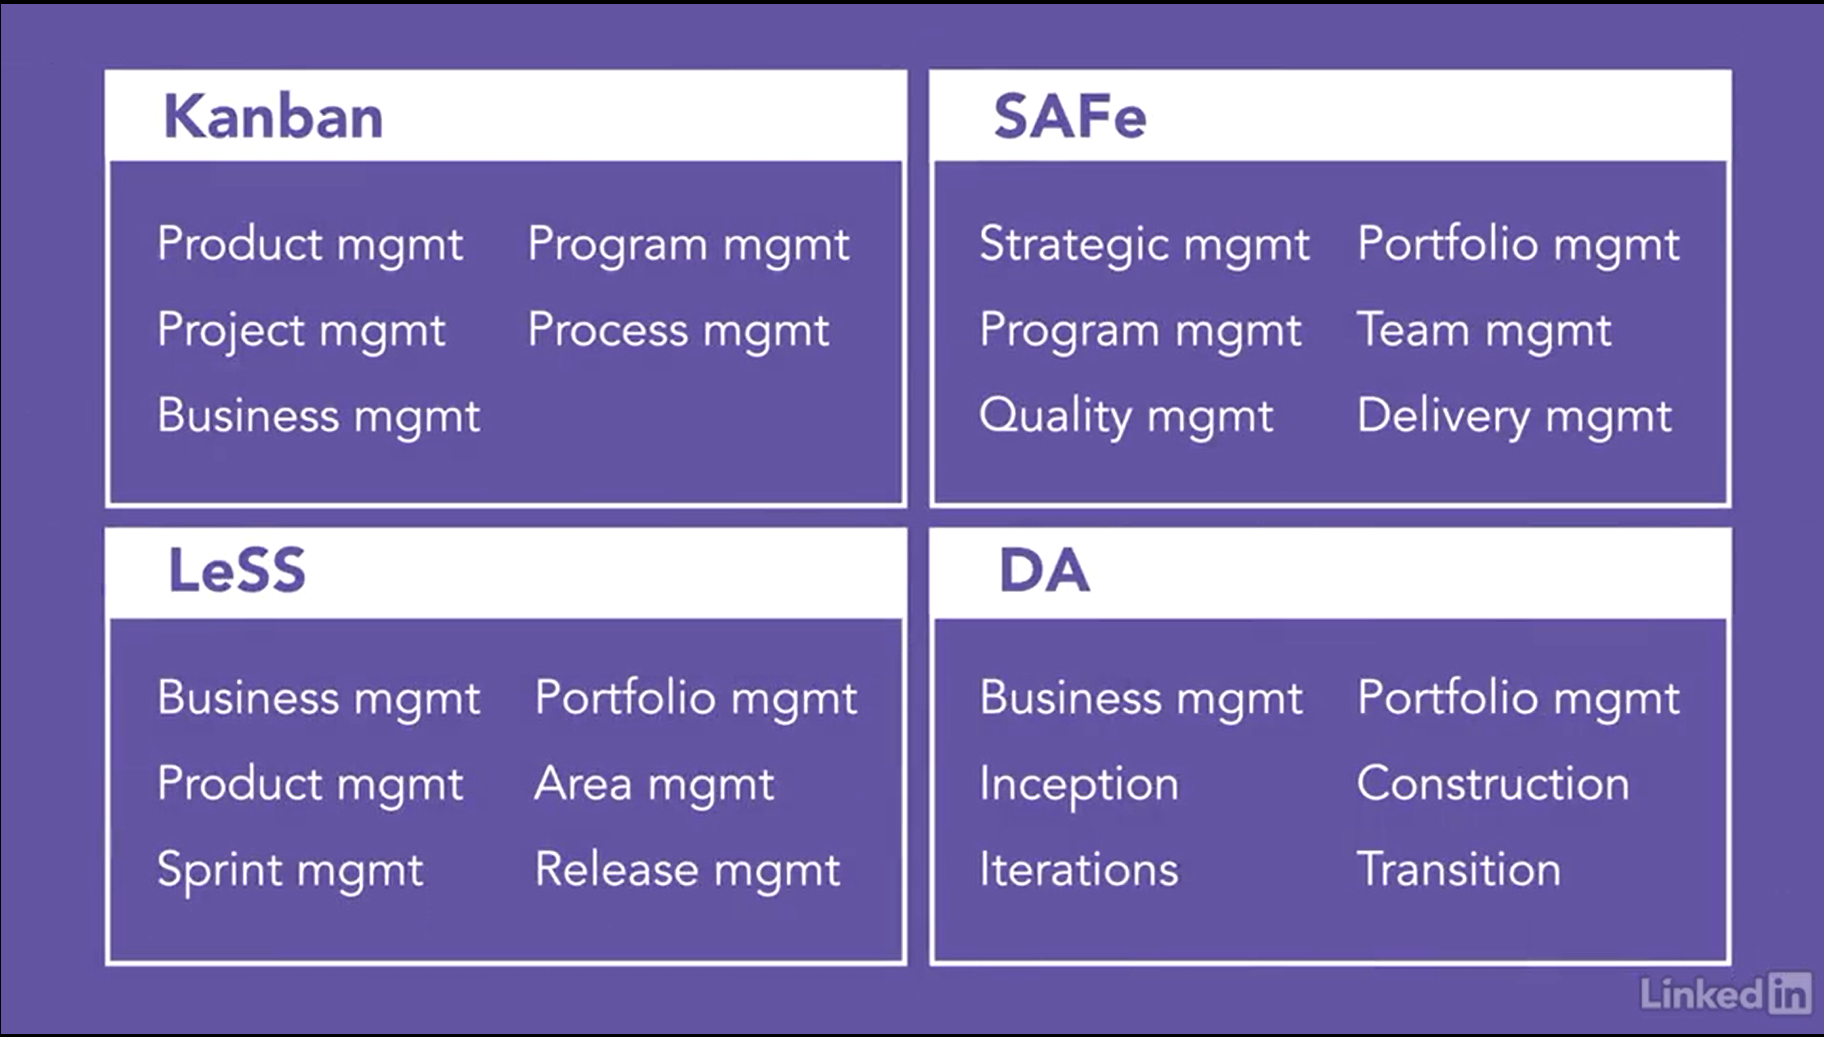 Kanban
Product mgmt Program mgmt
Project mgmt Process mgmt
Business mgmt
SAFe
Strategic mgmt Portfolio mgmt
Program mgmt Team mgmt
Quality mgmt Delivery mgmt
LeSS
Business mgmt Portfolio mgmt
Product mgmt Area mgmt
Sprint mgmt Release mgmt
DA
Business mgmt Portfolio mgmt
Inception Construction
Iterations Transition
Linked in